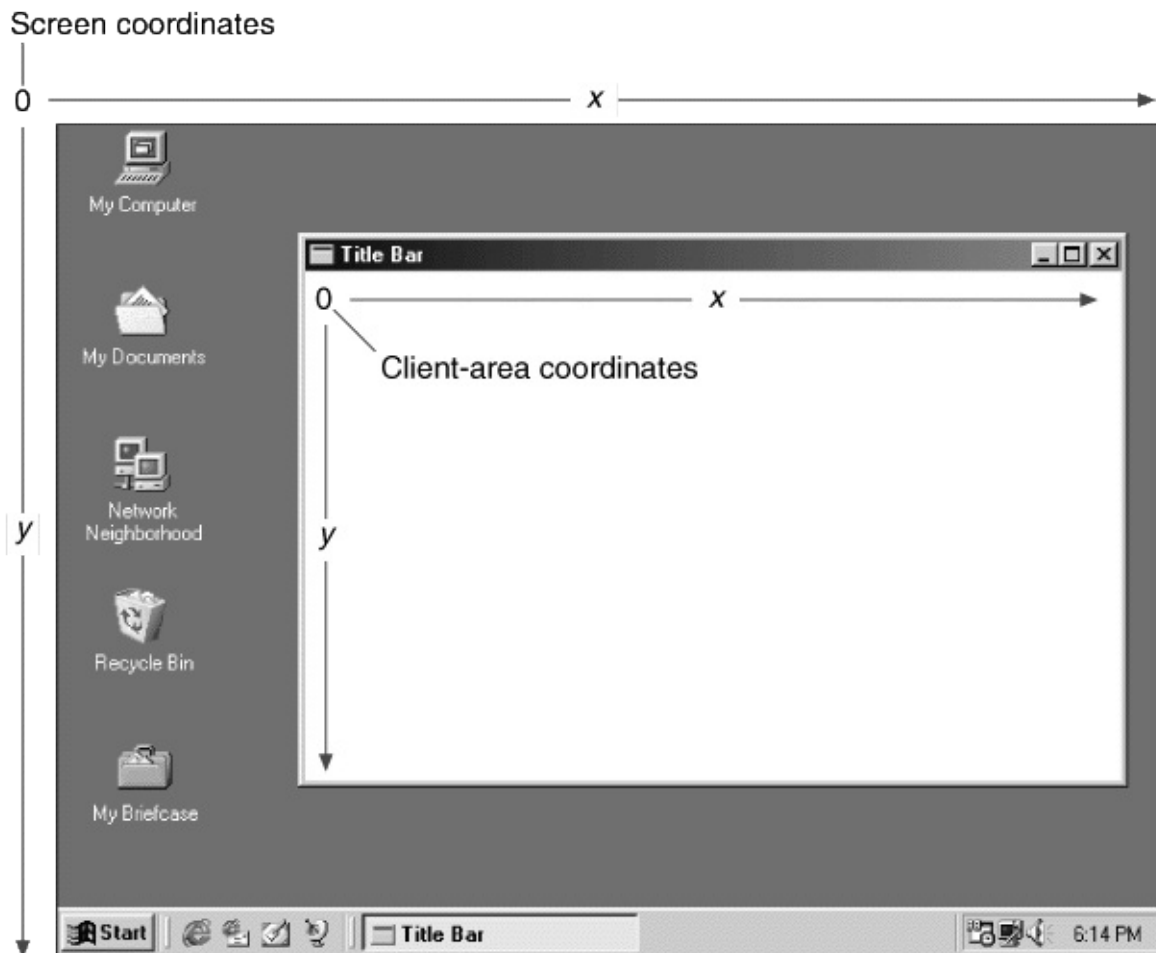 Screen coordinates
0 x
My Computer
Title Bar
0 x
My Documents
Client-area coordinates
Network
Neighborhood
y
y
Recycle Bin
My Briefcase
Start Title Bar 6:14 PM